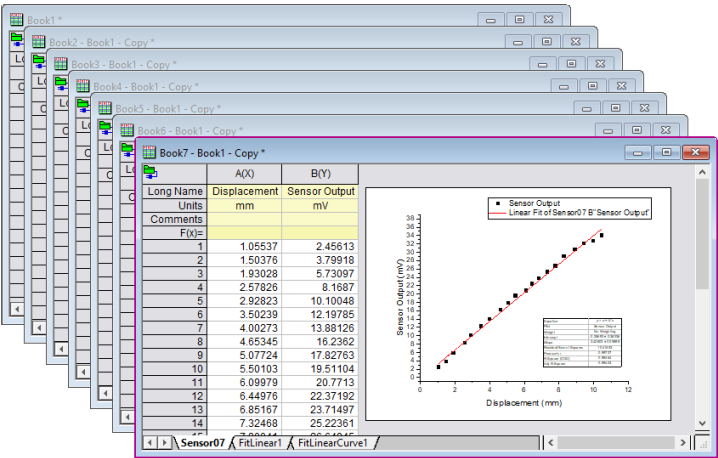 Book1 *
Book2 - Book1 - Copy *
Book3 - Book1 - Copy *
Book4 - Book1 - Copy *
Book5 - Book1 - Copy *
Book6 - Book1 - Copy *
Book7 - Book1 - Copy *
A(X) B(Y)
Long Name Displacement Sensor Output
Units mm mV
Comments
F(x)=
1 1.05537 2.45613
2 1.50376 3.79918
3 1.93028 5.73097
4 2.57826 8.1687
5 2.92823 10.10048
6 3.50239 12.19785
7 4.00273 13.88126
8 4.65345 16.2362
9 5.07724 17.82763
10 5.50103 19.51104
11 6.09979 20.7713
12 6.44976 22.37192
13 6.85167 23.71497
14 7.32468 25.22361
Sensor Output
Linear Fit of Sensor07 B"Sensor Output"
38
36
34
32
30
28
26
24
22
20
18
16
14
12
10
8
6
4
2
0
Sensor Output (mV)
0 2 4 6 8 10 12
Displacement (mm)
Sensor07 FitLinear1 FitLinearCurve1